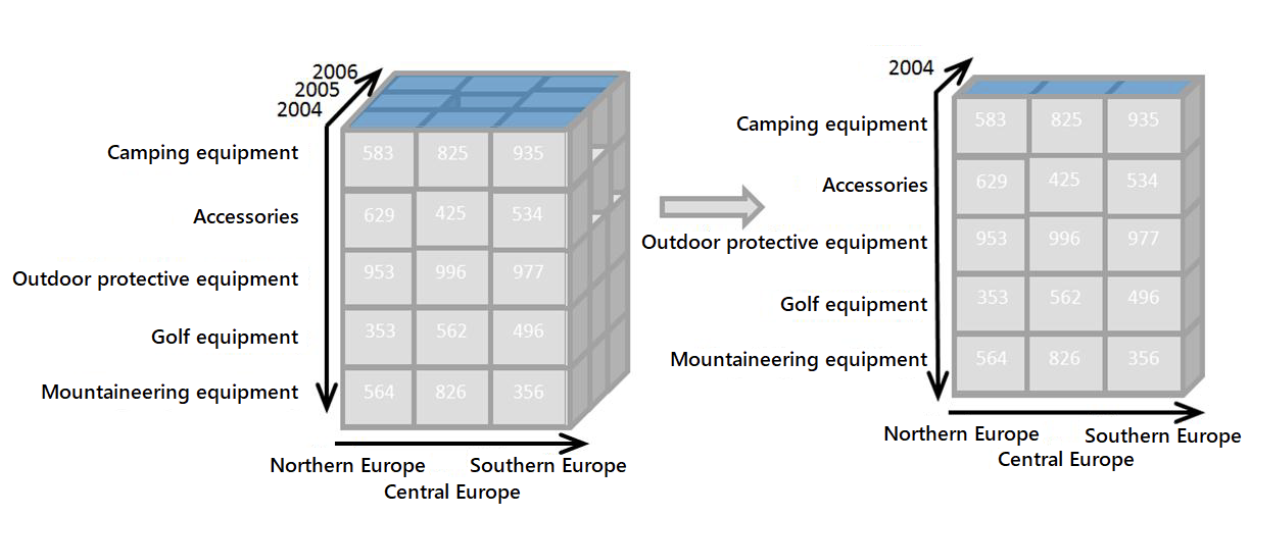 2006
2005
2004
Camping equipment 583 825 935
Accessories 629 425 534
Outdoor protective equipment 953 996 977
Golf equipment 353 562 496
Mountaineering equipment 564 826 356
Northern Europe Southern Europe
Central Europe
2004
Camping equipment 583 825 935
Accessories 629 425 534
Outdoor protective equipment 953 996 977
Golf equipment 353 562 496
Mountaineering equipment 564 826 356
Northern Europe Southern Europe
Central Europe